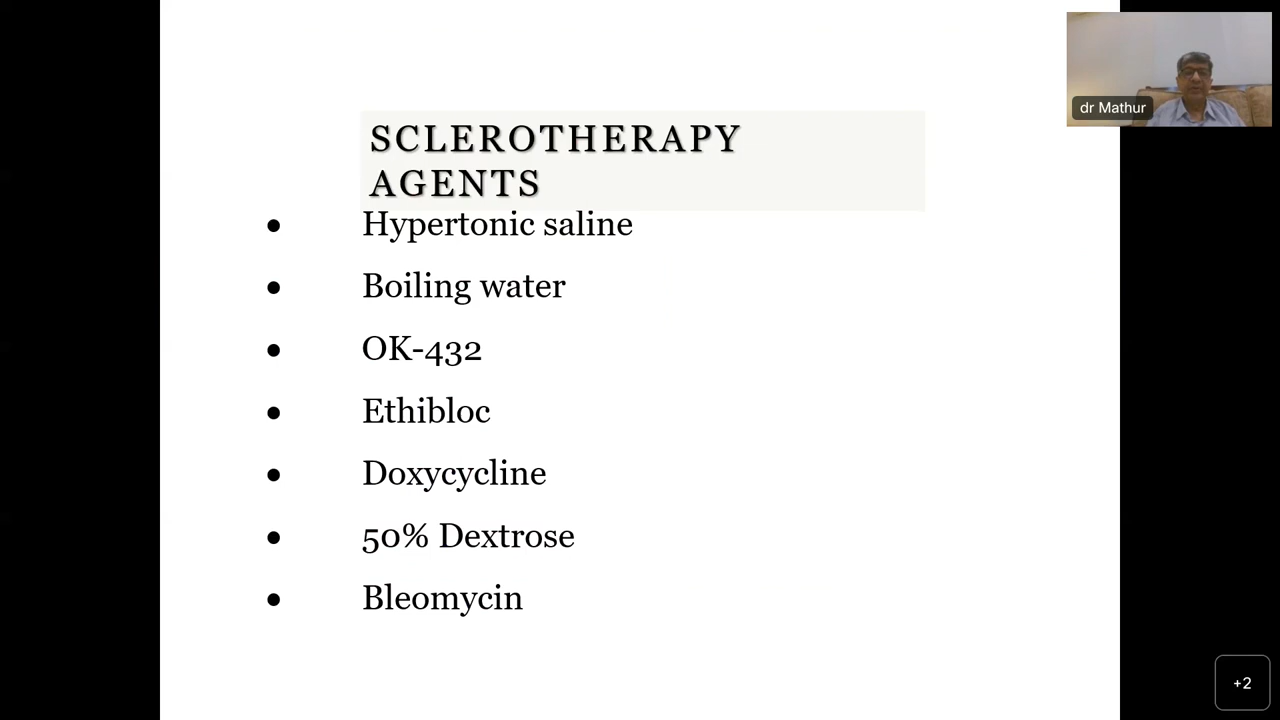 SCLEROTHERAPY
AGENTS
• Hypertonic saline
• Boiling water
• OK-432
• Ethibloc
• Doxycycline
• 50% Dextrose
• Bleomycin
dr Mathur
+2